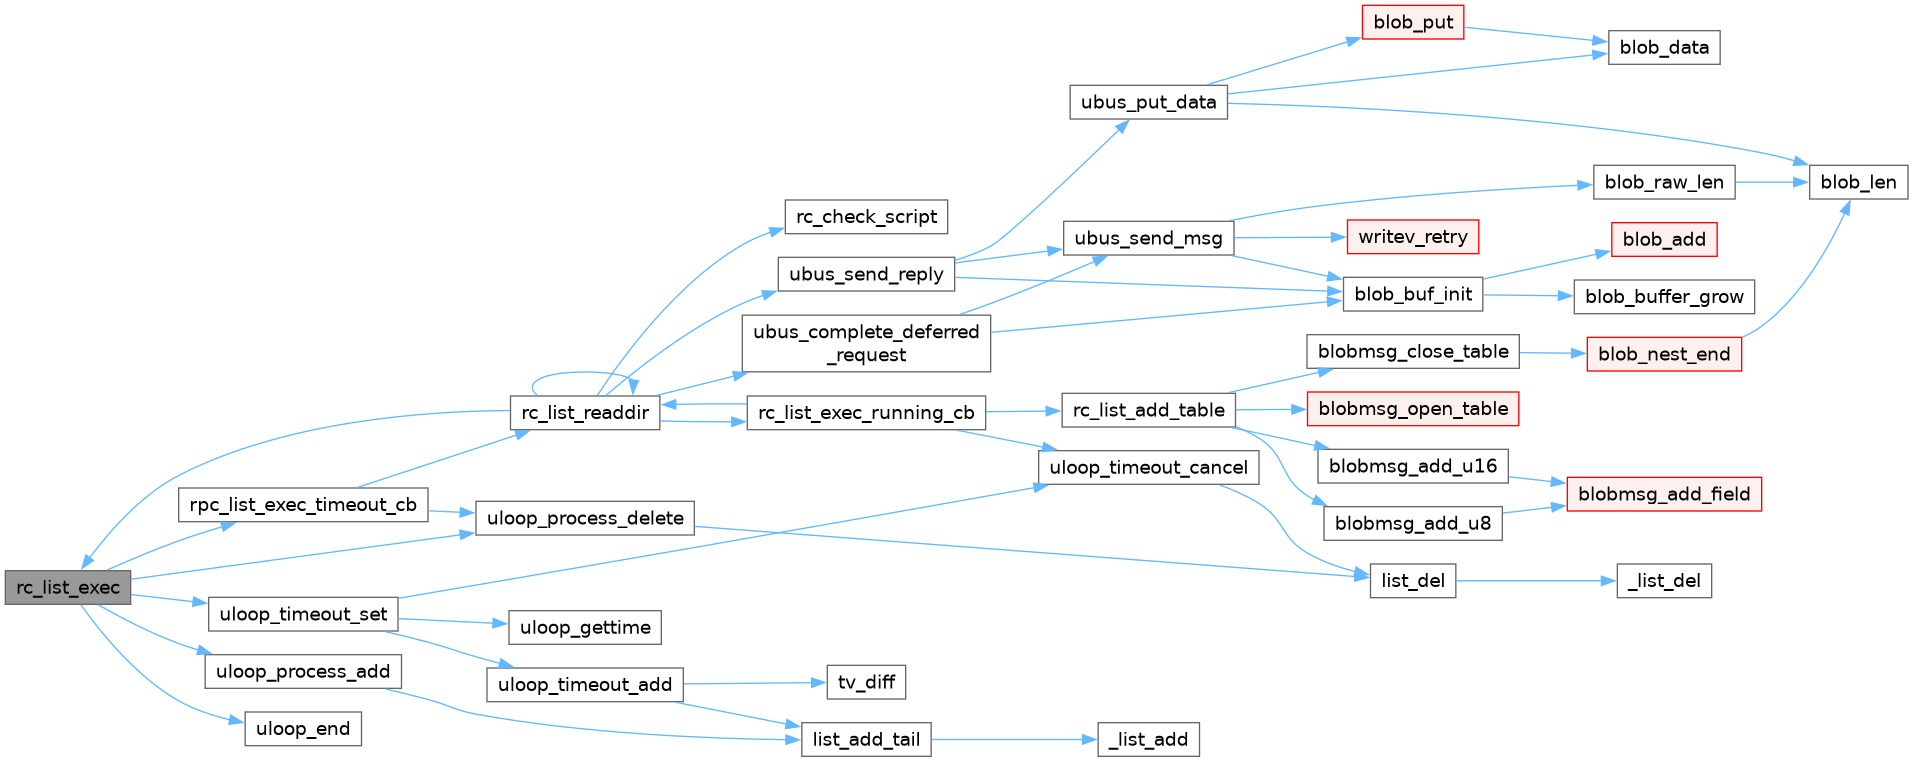 blob_put
blob_data
ubus_put_data
blob_raw_len
blob_len
rc_check_script
ubus_send_msg
writev_retry
blob_add
ubus_send_reply
blob_buf_init
blob_buffer_grow
ubus_complete_deferred
_request
blobmsg_close_table
blob_nest_end
rc_list_readdir
rc_list_exec_running_cb
rc_list_add_table
blobmsg_open_table
uloop_timeout_cancel
blobmsg_add_u16
blobmsg_add_field
rpc_list_exec_timeout_cb
uloop_process_delete
blobmsg_add_u8
rc_list_exec
list_del
_list_del
uloop_timeout_set
uloop_gettime
uloop_process_add
uloop_timeout_add
tv_diff
uloop_end
list_add_tail
_list_add